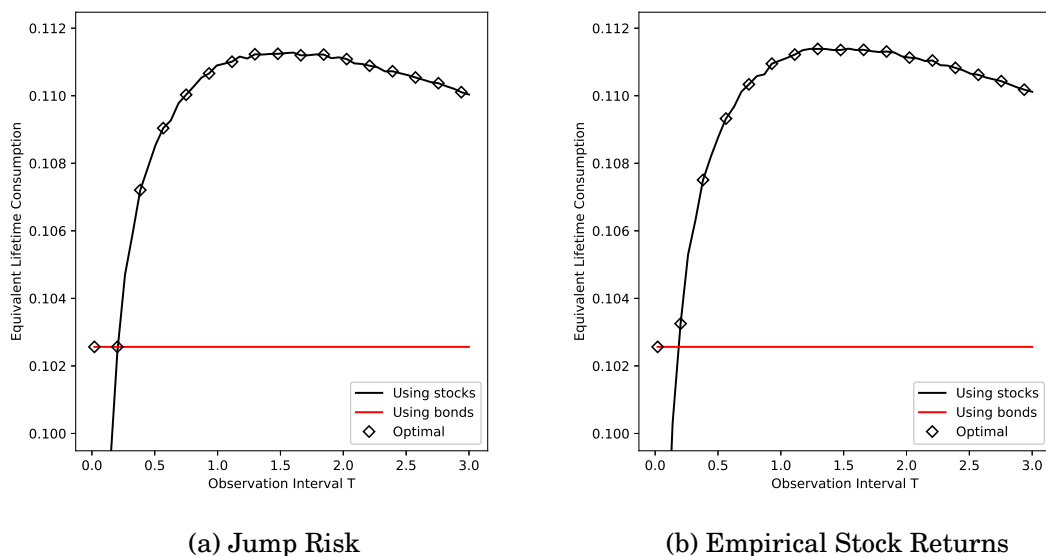 0.112
0.110
0.108
0.106
0.104
0.102
0.100
Equivalent Lifetime Consumption
0.0 0.5 1.0 1.5 2.0 2.5 3.0
Observation Interval T
Using stocks
Using bonds
Optimal
(a) Jump Risk
0.112
0.110
0.108
0.106
0.104
0.102
0.100
Equivalent Lifetime Consumption
0.0 0.5 1.0 1.5 2.0 2.5 3.0
Observation Interval T
Using stocks
Using bonds
Optimal
(b) Empirical Stock Returns